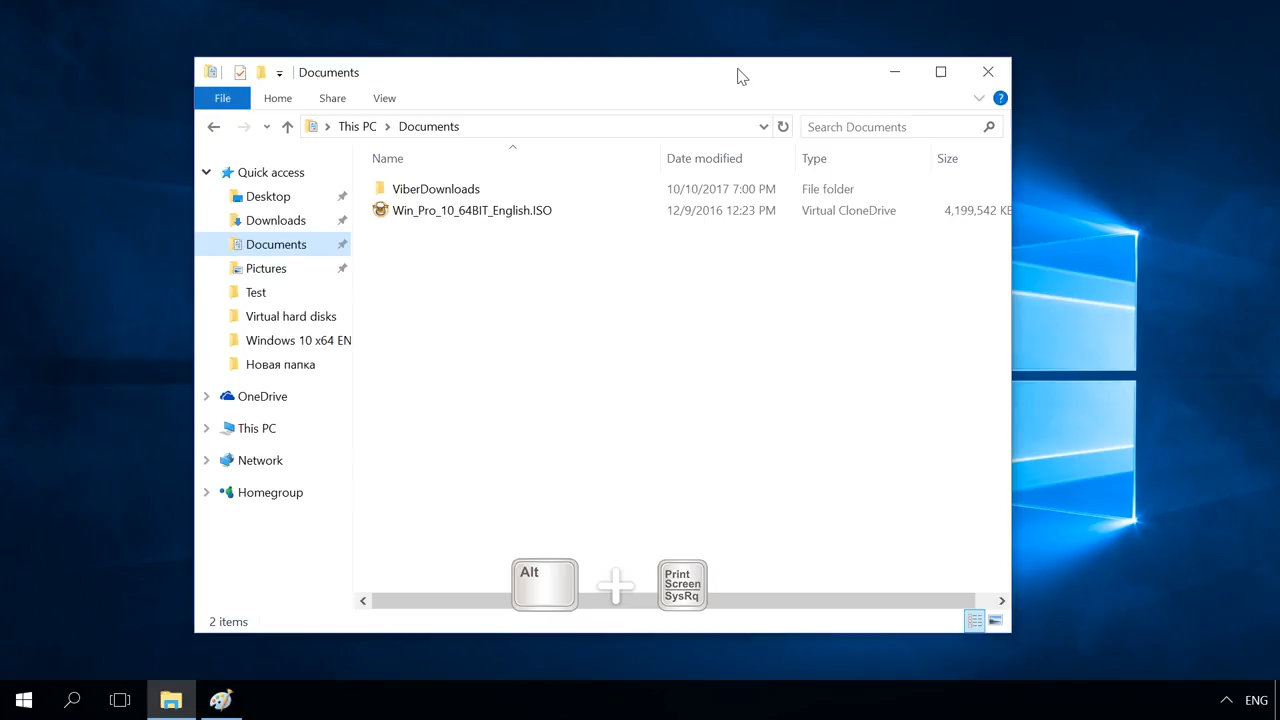 Documents
File Home Share View
This PC Documents
Search Documents
Name Date modified Type Size
Quick access
Desktop
Downloads
Documents
Pictures
Test
Virtual hard disks
Windows 10 x64 EN
Новая папка
OneDrive
This PC
Network
Homegroup
ViberDownloads 10/10/2017 7:00 PM File folder
Win_Pro_10_64BIT_English.ISO 12/9/2016 12:23 PM Virtual CloneDrive 4,199,542 KB
Alt
Print
Screen
SysRq
2 items
ENG